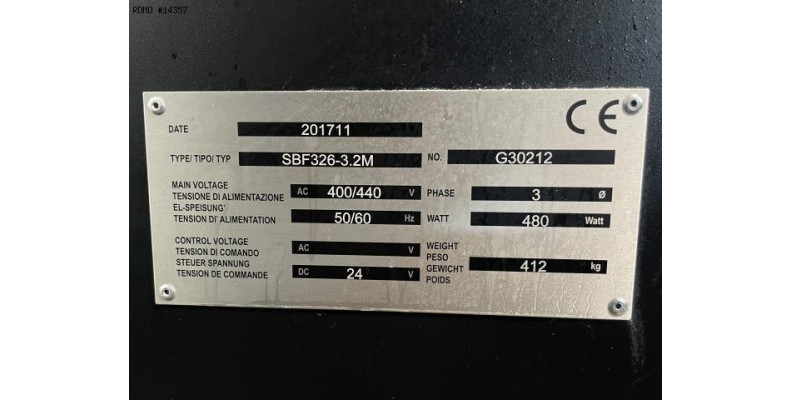 RDMO #14357
CE
DATE 201711
TYPE/ TIPO/ TYP SBF326-3.2M NO. G30212
MAIN VOLTAGE
TENSIONE DI ALIMENTAZIONE AC 400/440 V PHASE 3 Ø
EL-SPEISUNG'
TENSION DI' ALIMENTATION 50/60 Hz WATT 480 Watt
CONTROL VOLTAGE AC V WEIGHT
TENSION DI COMANDO PESO
STEUER SPANNUNG GEWICHT 412 kg
TENSION DE COMMANDE DC 24 V POIDS